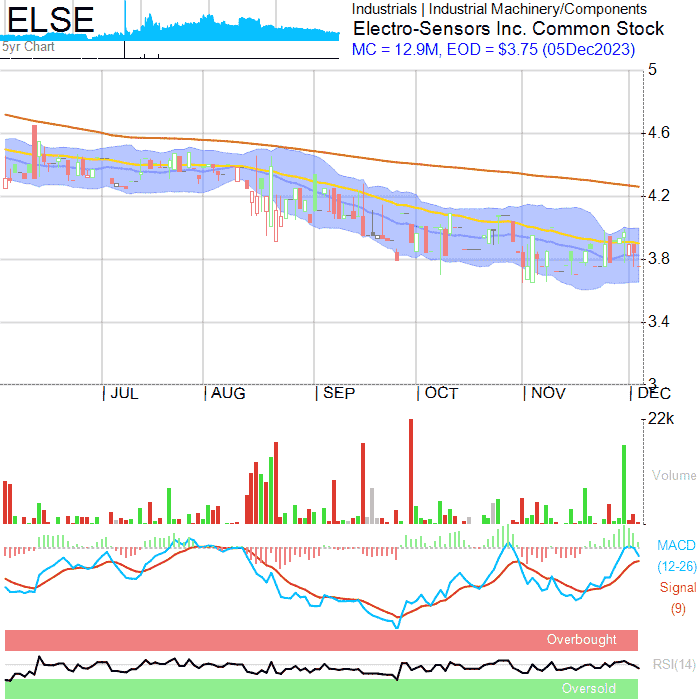 ELSE
5yr Chart
Industrials | Industrial Machinery/Components
Electro-Sensors Inc. Common Stock
MC = 12.9M, EOD = $3.75 (05Dec2023)
5
4.6
4.2
3.8
3.4
3
JUL
AUG
SEP
OCT
NOV
DEC
22k
Volume
MACD
(12-26)
Signal
(9)
Overbought
RSI(14)
Oversold